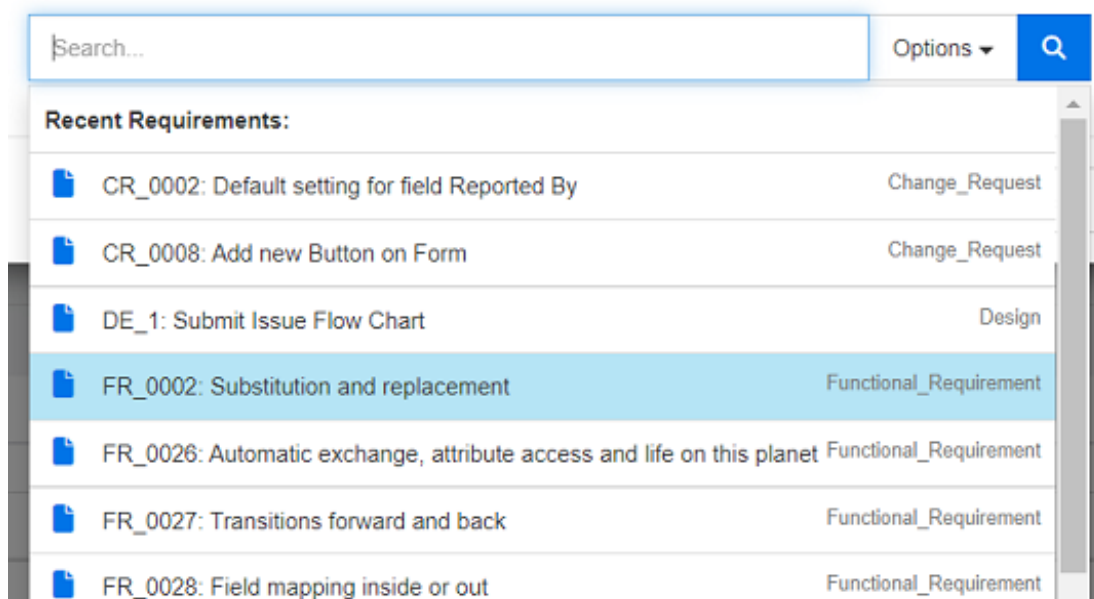 Search...
Options
Recent Requirements:
CR_0002: Default setting for field Reported By Change_Request
CR_0008: Add new Button on Form Change_Request
DE_1: Submit Issue Flow Chart Design
FR_0002: Substitution and replacement Functional_Requirement
FR_0026: Automatic exchange, attribute access and life on this planet Functional_Requirement
FR_0027: Transitions forward and back Functional_Requirement
FR_0028: Field mapping inside or out Functional_Requirement